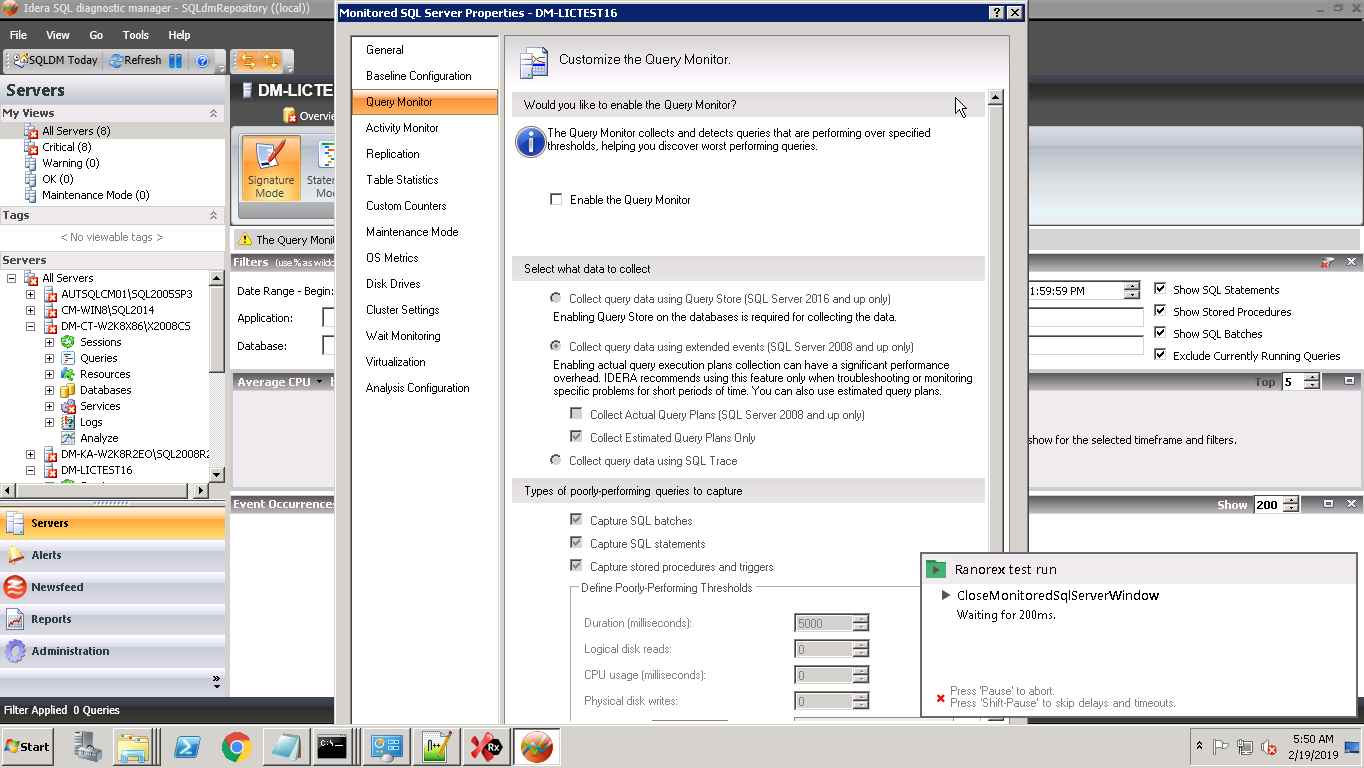 Idera SQL diagnostic manager - SQLdmRepository ((local))
File View Go Tools Help
SQLDM Today Refresh
Servers
My Views
All Servers (8)
Critical (8)
Warning (0)
OK (0)
Maintenance Mode (0)
Tags
< No viewable tags >
Servers
All Servers
AUTSQLCM01\SQL2005SP3
CM-WIN8\SQL2014
DM-CT-W2K8X86\X2008CS
Sessions
Queries
Resources
Databases
Services
Logs
Analyze
DM-KA-W2K8R2EO\SQL2008R2
DM-LICTEST16
Servers
Alerts
Newsfeed
Reports
Administration
Filter Applied 0 Queries
DM-LICTE
Overvie
Signature
Mode
Statem
Mo
The Query Moni
Filters (use % as wildc
Date Range - Begin:
Application:
Database:
Average CPU
Event Occurrence
Monitored SQL Server Properties - DM-LICTEST16
General
Baseline Configuration
Query Monitor
Activity Monitor
Replication
Table Statistics
Custom Counters
Maintenance Mode
OS Metrics
Disk Drives
Cluster Settings
Wait Monitoring
Virtualization
Analysis Configuration
Customize the Query Monitor.
Would you like to enable the Query Monitor?
The Query Monitor collects and detects queries that are performing over specified
thresholds, helping you discover worst performing queries.
Enable the Query Monitor
Select what data to collect
Collect query data using Query Store (SQL Server 2016 and up only)
Enabling Query Store on the databases is required for collecting the data.
Collect query data using extended events (SQL Server 2008 and up only)
Enabling actual query execution plans collection can have a significant performance
overhead. IDERA recommends using this feature only when troubleshooting or monitoring
specific problems for short periods of time. You can also use estimated query plans.
Collect Actual Query Plans (SQL Server 2008 and up only)
Collect Estimated Query Plans Only
Collect query data using SQL Trace
Types of poorly-performing queries to capture
Capture SQL batches
Capture SQL statements
Capture stored procedures and triggers
Define Poorly-Performing Thresholds
Duration (milliseconds): 5000
Logical disk reads: 0
CPU usage (milliseconds): 0
Physical disk writes: 0
1:59:59 PM
Show SQL Statements
Show Stored Procedures
Show SQL Batches
Exclude Currently Running Queries
Top 5
show for the selected timeframe and filters.
Show 200
Ranorex test run
CloseMonitoredSqlServerWindow
Waiting for 200ms.
Press 'Pause' to abort.
Press 'Shift-Pause' to skip delays and timeouts.
Start
C:\
Rx
5:50 AM
2/19/2019